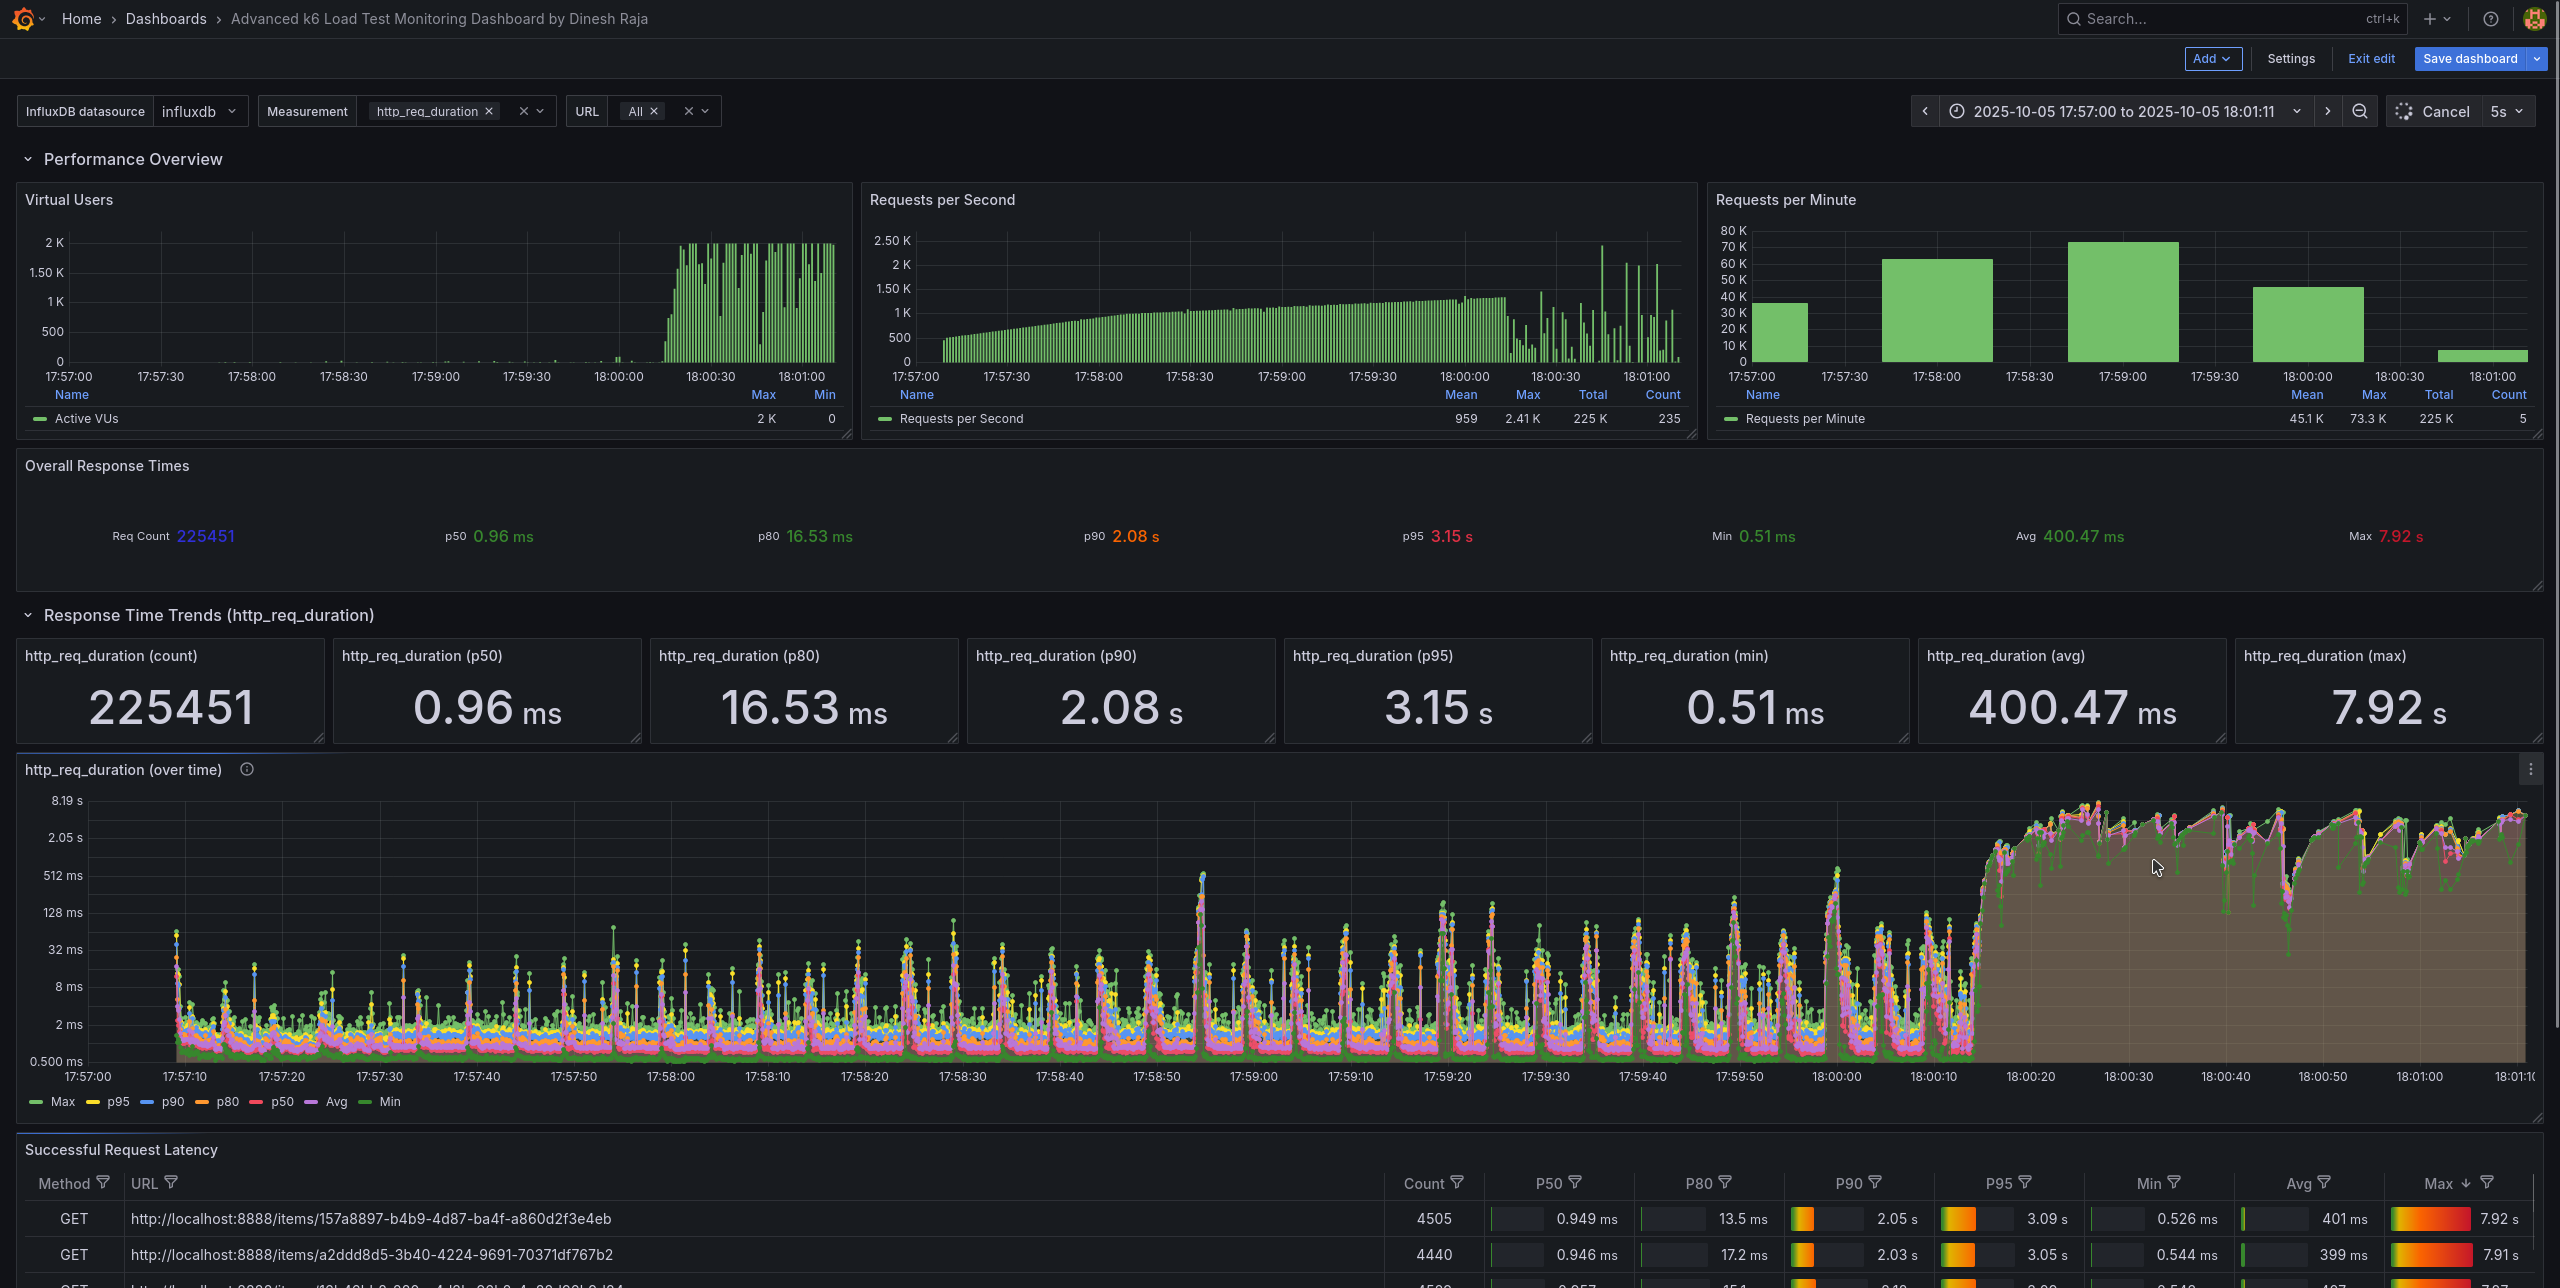 Home › Dashboards › Advanced k6 Load Test Monitoring Dashboard by Dinesh Raja
Search... ctrl+k
Add Settings Exit edit Save dashboard
InfluxDB datasource influxdb Measurement http_req_duration URL All 2025-10-05 17:57:00 to 2025-10-05 18:01:11 Cancel 5s
Performance Overview
Virtual Users
2 K
1.50 K
1 K
500
0
17:57:00 17:57:30 17:58:00 17:58:30 17:59:00 17:59:30 18:00:00 18:00:30 18:01:00
Name Max Min
Active VUs 2 K 0
Requests per Second
2.50 K
2 K
1.50 K
1 K
500
0
17:57:00 17:57:30 17:58:00 17:58:30 17:59:00 17:59:30 18:00:00 18:00:30 18:01:00
Name Mean Max Total Count
Requests per Second 959 2.41 K 225 K 235
Requests per Minute
80 K
70 K
60 K
50 K
40 K
30 K
20 K
10 K
0
17:57:00 17:57:30 17:58:00 17:58:30 17:59:00 17:59:30 18:00:00 18:00:30 18:01:00
Name Mean Max Total Count
Requests per Minute 45.1 K 73.3 K 225 K 5
Overall Response Times
Req Count 225451 p50 0.96 ms p80 16.53 ms p90 2.08 s p95 3.15 s Min 0.51 ms Avg 400.47 ms Max 7.92 s
Response Time Trends (http_req_duration)
http_req_duration (count) http_req_duration (p50) http_req_duration (p80) http_req_duration (p90) http_req_duration (p95) http_req_duration (min) http_req_duration (avg) http_req_duration (max)
225451 0.96 ms 16.53 ms 2.08 s 3.15 s 0.51 ms 400.47 ms 7.92 s
http_req_duration (over time)
8.19 s
2.05 s
512 ms
128 ms
32 ms
8 ms
2 ms
0.500 ms
17:57:00 17:57:10 17:57:20 17:57:30 17:57:40 17:57:50 17:58:00 17:58:10 17:58:20 17:58:30 17:58:40 17:58:50 17:59:00 17:59:10 17:59:20 17:59:30 17:59:40 17:59:50 18:00:00 18:00:10 18:00:20 18:00:30 18:00:40 18:00:50 18:01:00 18:01:1
Max p95 p90 p80 p50 Avg Min
Successful Request Latency
Method URL Count P50 P80 P90 P95 Min Avg Max
GET http://localhost:8888/items/157a8897-b4b9-4d87-ba4f-a860d2f3e4eb 4505 0.949 ms 13.5 ms 2.05 s 3.09 s 0.526 ms 401 ms 7.92 s
GET http://localhost:8888/items/a2ddd8d5-3b40-4224-9691-70371df767b2 4440 0.946 ms 17.2 ms 2.03 s 3.05 s 0.544 ms 399 ms 7.91 s